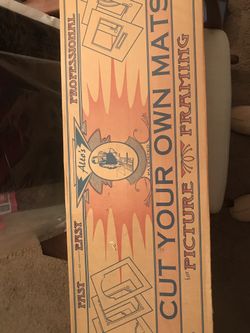 FAST
EASY
PROFESSIONAL
Alto's
CUT YOUR OWN MATS
for PICTURE FRAMING